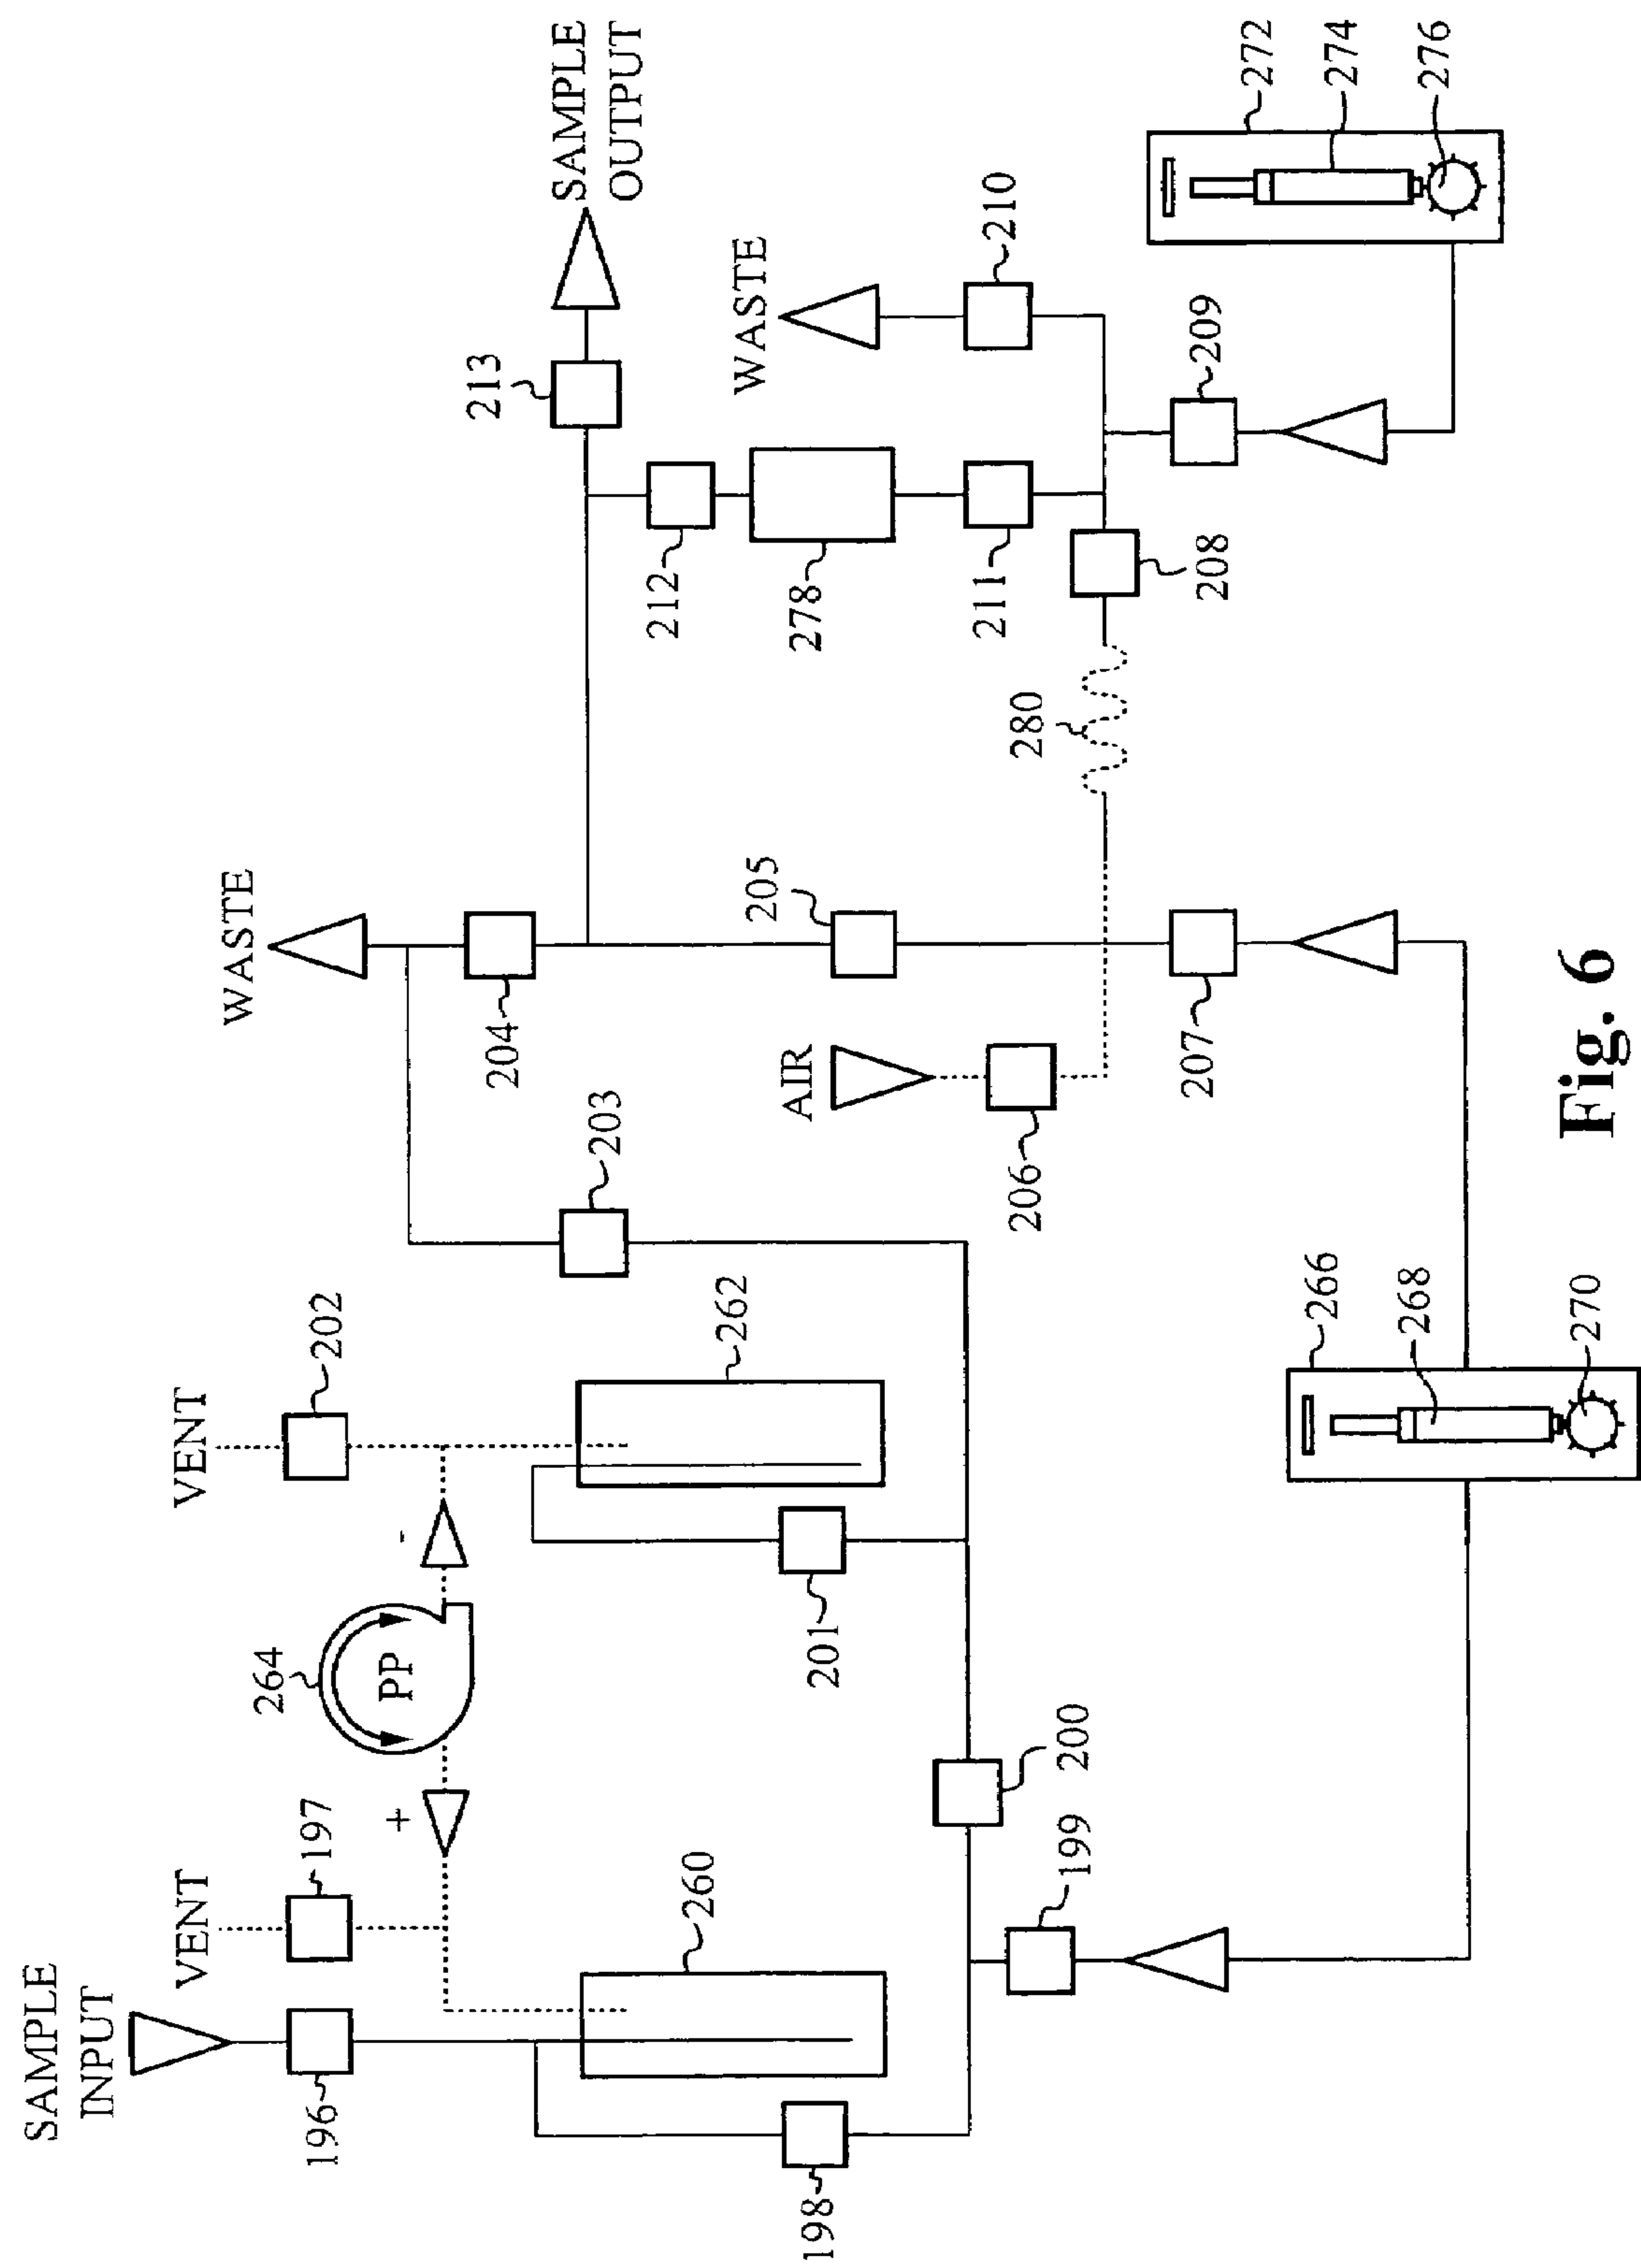 SAMPLE
INPUT
VENT
VENT
WASTE
SAMPLE
OUTPUT
196
197
+
264
PP
-
202
204
203
213
212
WASTE
198
260
201
262
AIR
205
206
278
280
211
210
208
200
199
207
209
272
274
276
266
268
270
Fig. 6